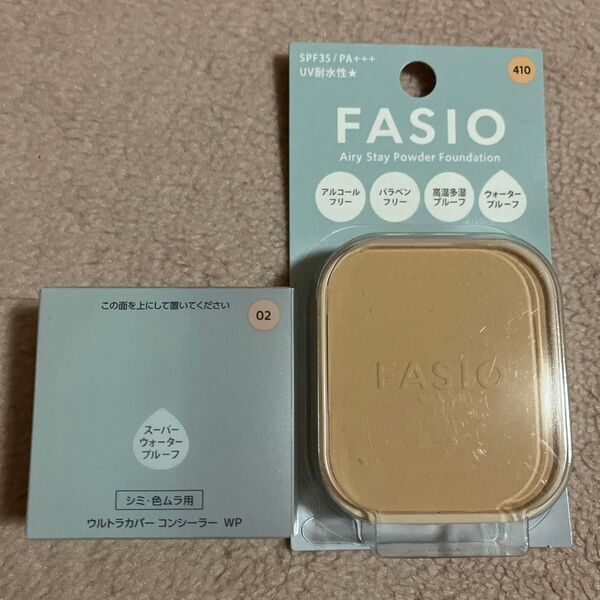 SPF35/PA+++
UV耐水性★
410
FASIO
Airy Stay Powder Foundation
アルコール
フリー
パラベン
フリー
高温多湿
プルーフ
ウォーター
プルーフ
FASIO
この面を上にして置いてください
02
スーパー
ウォーター
プルーフ
シミ・色ムラ用
ウルトラカバー コンシーラー WP